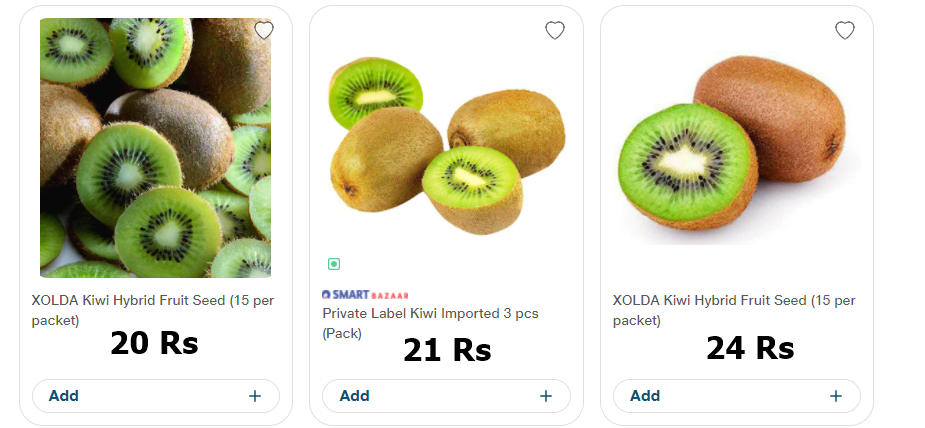 XOLDA Kiwi Hybrid Fruit Seed (15 per
packet)
20 Rs
Add +
SMART BAZAAR
Private Label Kiwi Imported 3 pcs
(Pack)
21 Rs
Add +
XOLDA Kiwi Hybrid Fruit Seed (15 per
packet)
24 Rs
Add +